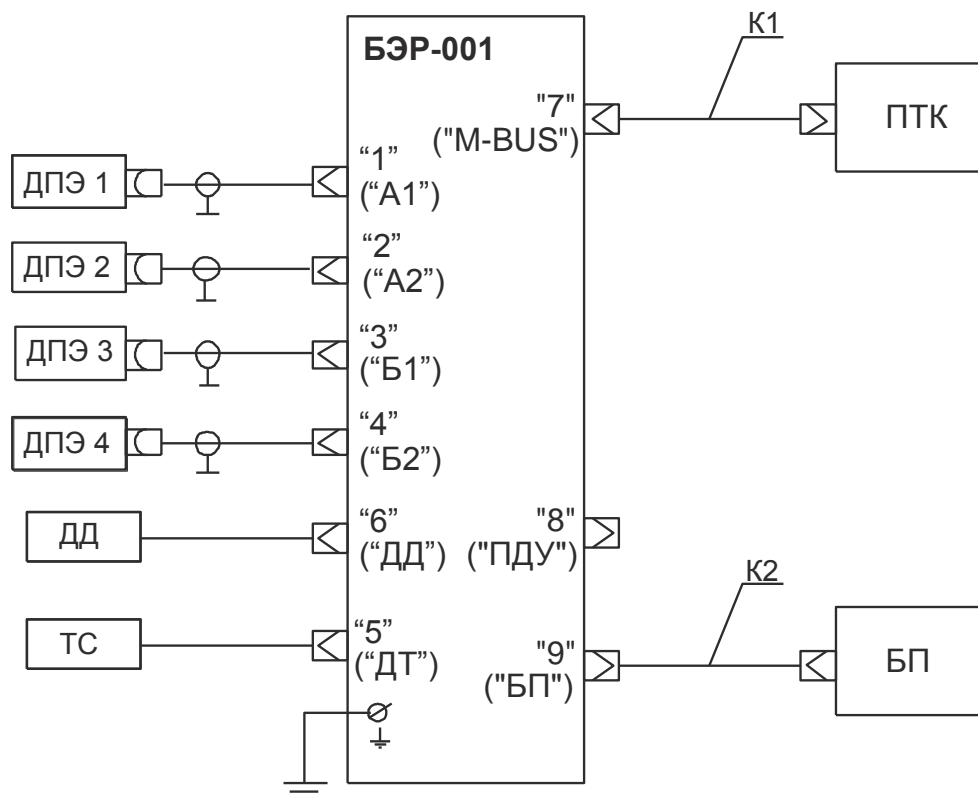 БЭР-001
К1
"7"
("M-BUS")
ПТК
ДПЭ 1
“1”
(“А1”)
ДПЭ 2
“2”
(“А2”)
ДПЭ 3
“3”
(“Б1”)
ДПЭ 4
“4”
(“Б2”)
ДД
“6”
(“ДД”)
"8"
("ПДУ")
К2
ТС
“5”
(“ДТ”)
"9"
("БП")
БП